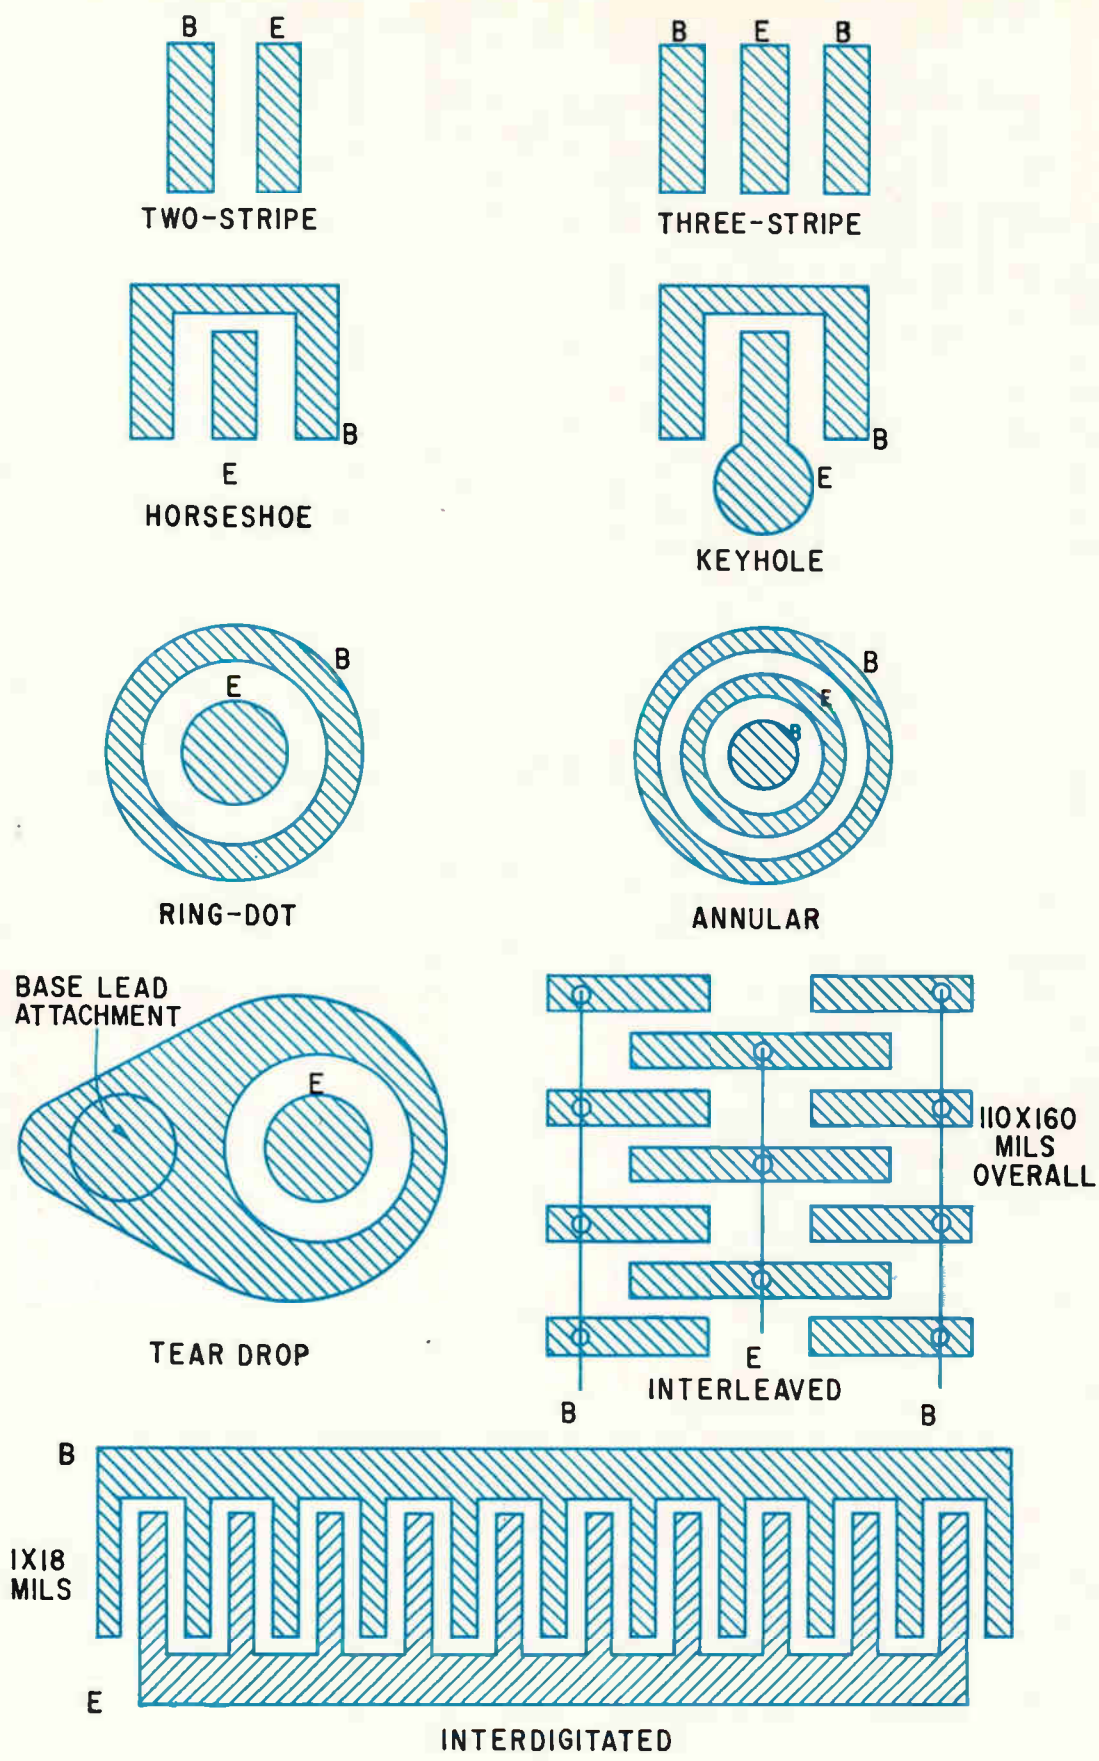 B E
TWO-STRIPE
B E B
THREE-STRIPE
B
E
HORSESHOE
B
E
KEYHOLE
B
E
RING-DOT
B
E
B
ANNULAR
BASE LEAD
ATTACHMENT
E
TEAR DROP
110X160
MILS
OVERALL
E
INTERLEAVED
B B
B
1X18
MILS
E
INTERDIGITATED